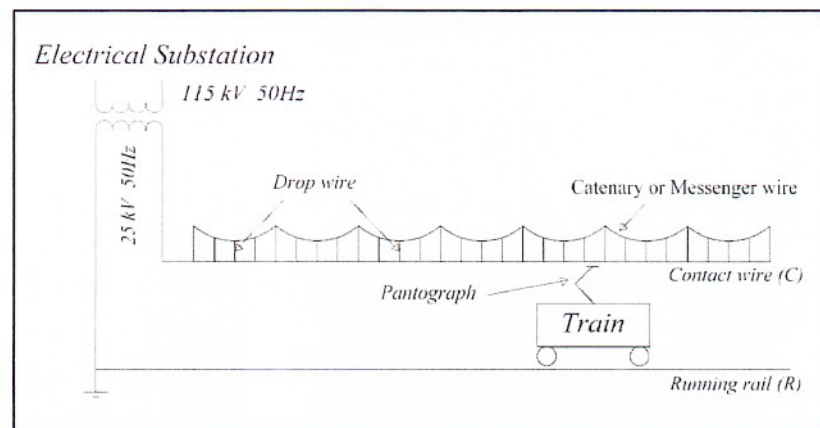 Electrical Substation
115 kV 50Hz
25 kV 50Hz
Drop wire
Catenary or Messenger wire
Contact wire (C)
Pantograph
Train
Running rail (R)